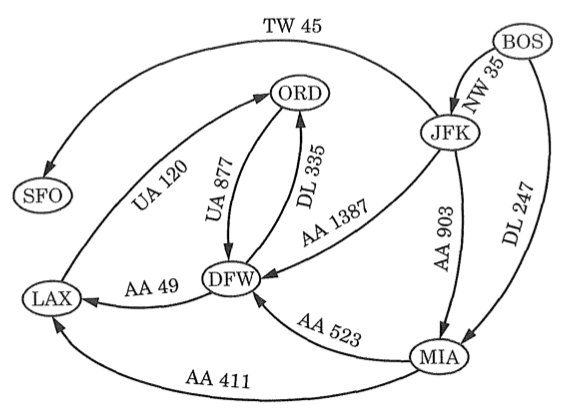 TW 45
BOS
NW 35
ORD
JFK
SFO
UA 120
UA 877
DL 335
AA 1387
AA 903
DL 247
DFW
LAX
AA 49
AA 523
MIA
AA 411